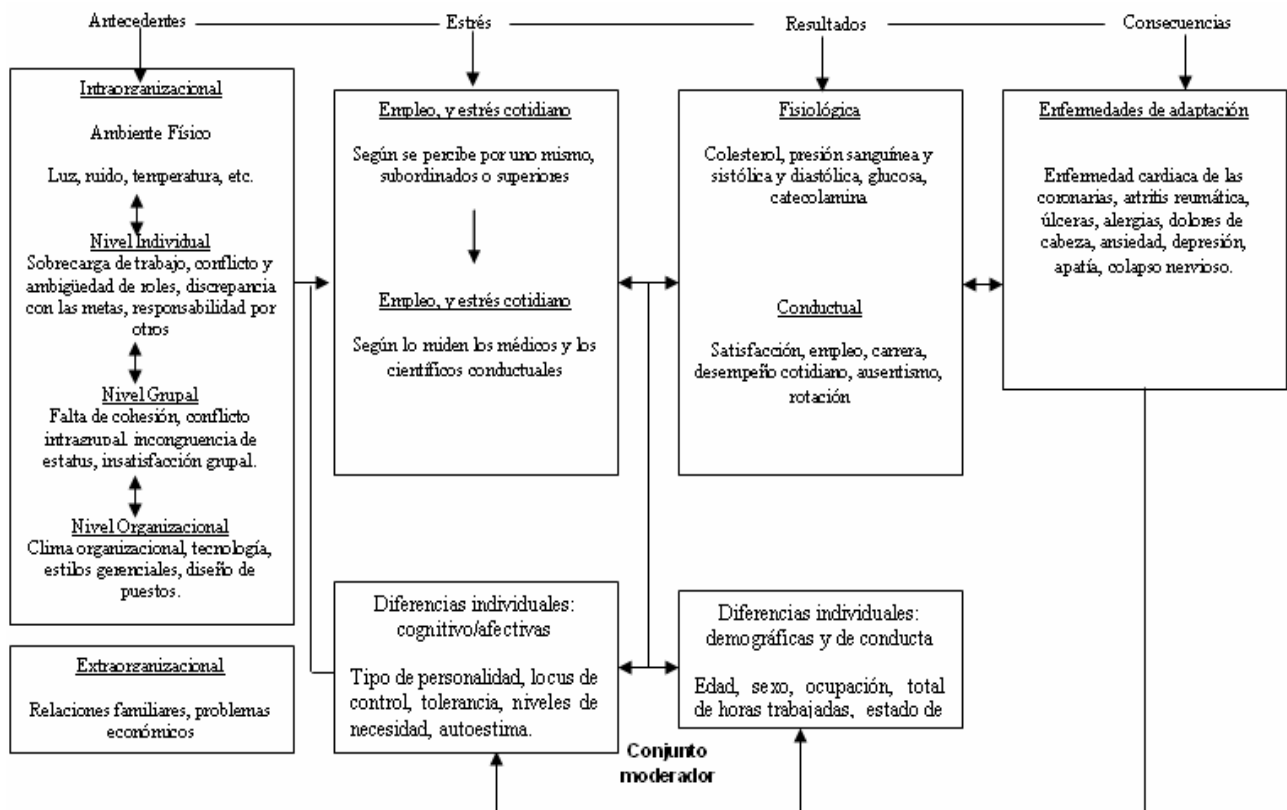 Antecedentes
Estrés
Resultados
Consecuencias
Intraorganizacional
Ambiente Físico
Luz, ruido, temperatura, etc.
Nivel Individual
Sobrecarga de trabajo, conflicto y
ambigüedad de roles, discrepancia
con las metas, responsabilidad por
otros
Nivel Grupal
Falta de cohesión, conflicto
intragrupal. incongruencia de
estatus, insatisfacción grupal.
Nivel Organizacional
Clima organizacional, tecnología,
estilos gerenciales, diseño de
puestos.
Extraorganizacional
Relaciones familiares, problemas
económicos
Empleo, y estrés cotidiano
Según se percibe por uno mismo,
subordinados o superiores
Empleo, y estrés cotidiano
Según lo miden los médicos y los
científicos conductuales
Diferencias individuales:
cognitivo/afectivas
Tipo de personalidad, locus de
control, tolerancia, niveles de
necesidad, autoestima.
Fisiológica
Colesterol, presión sanguínea y
sistólica y diastólica, glucosa,
catecolamina
Conductual
Satisfacción, empleo, carrera,
desempeño cotidiano, ausentismo,
rotación
Diferencias individuales:
demográficas y de conducta
Edad, sexo, ocupación, total
de horas trabajadas, estado de
Conjunto
moderador
Enfermedades de adaptación
Enfermedad cardiaca de las
coronarias, artritis reumática,
úlceras, alergias, dolores de
cabeza, ansiedad, depresión,
apatía, colapso nervioso.